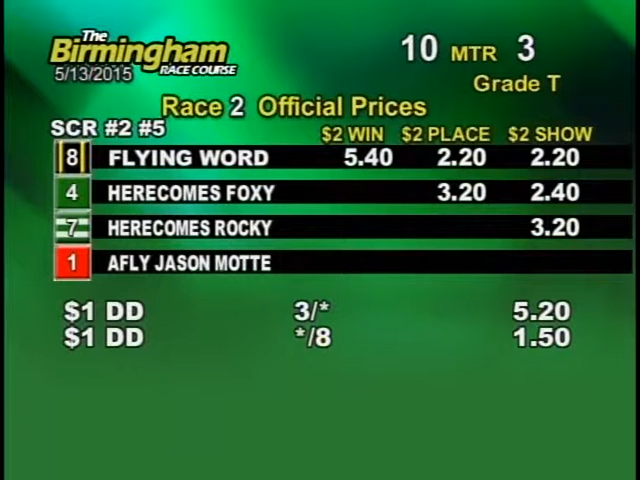 The
Birmingham
RACE COURSE
5/13/2015
10 MTR 3
Grade T
Race 2 Official Prices
SCR #2 #5
$2 WIN $2 PLACE $2 SHOW
8 FLYING WORD 5.40 2.20 2.20
4 HERECOMES FOXY 3.20 2.40
7 HERECOMES ROCKY 3.20
1 AFLY JASON MOTTE
$1 DD 3/* 5.20
$1 DD */8 1.50